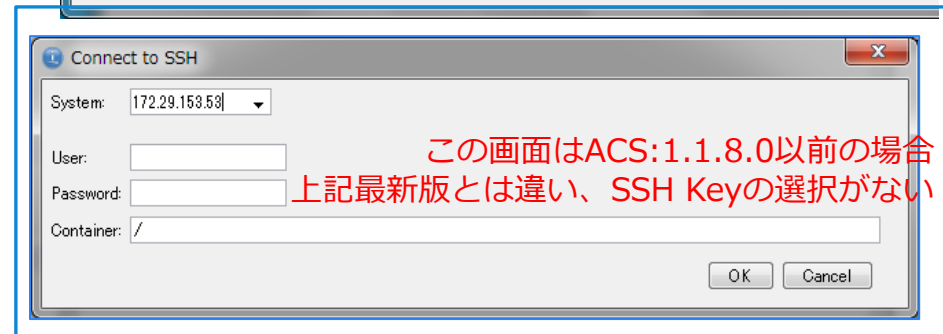 Connect to SSH
System: 172.29.153.53
User:
この画面はACS:1.1.8.0以前の場合
Password:
上記最新版とは違い、SSH Keyの選択がない
Container: /
OK Cancel